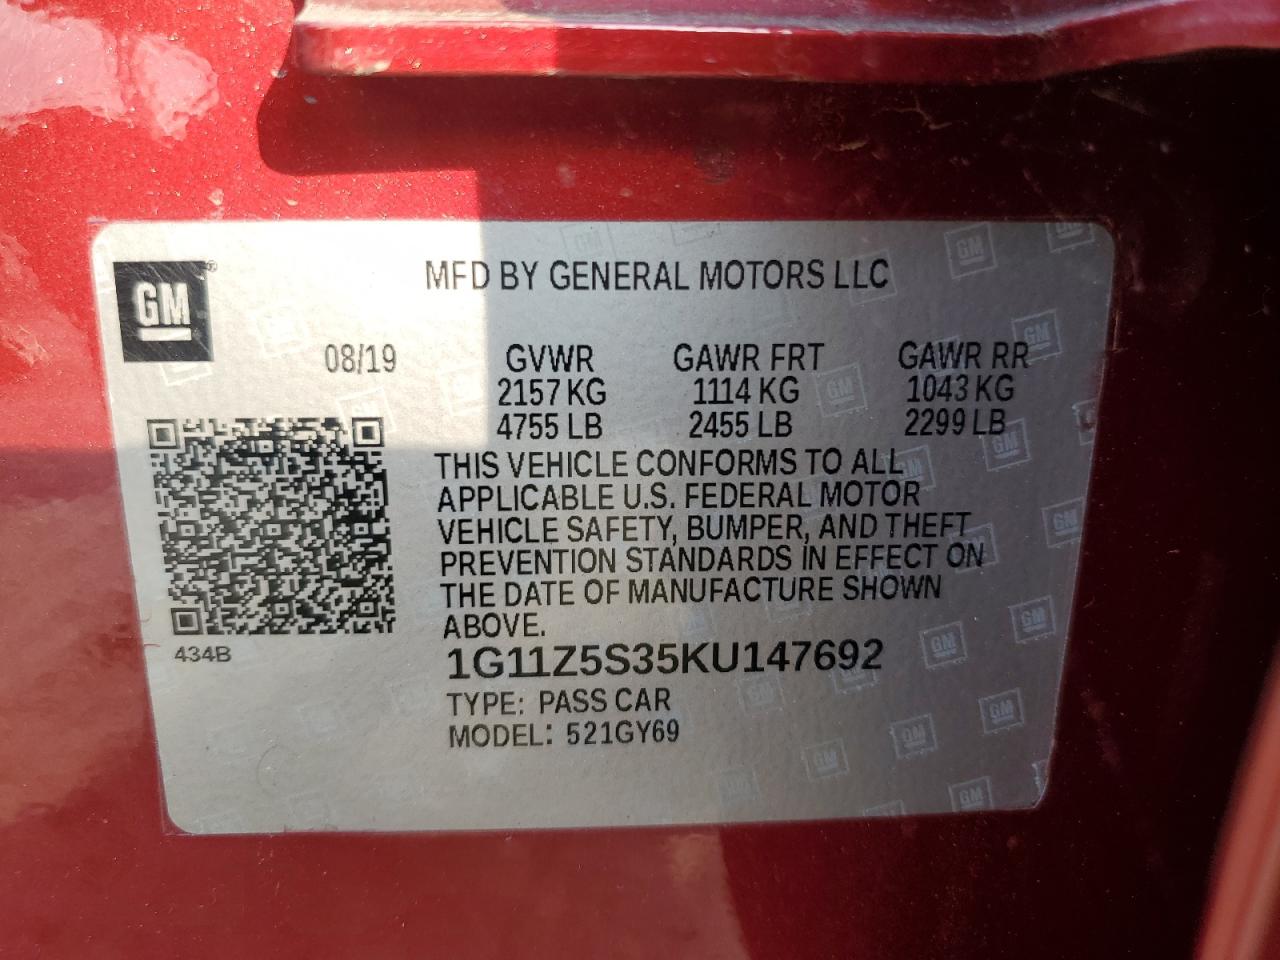 MFD BY GENERAL MOTORS LLC
GM®
08/19 GVWR GAWR FRT GAWR RR
2157 KG 1114 KG 1043 KG
4755 LB 2455 LB 2299 LB
THIS VEHICLE CONFORMS TO ALL
APPLICABLE U.S. FEDERAL MOTOR
VEHICLE SAFETY, BUMPER, AND THEFT
PREVENTION STANDARDS IN EFFECT ON
THE DATE OF MANUFACTURE SHOWN
ABOVE.
434B
1G11Z5S35KU147692
TYPE: PASS CAR
MODEL: 521GY69